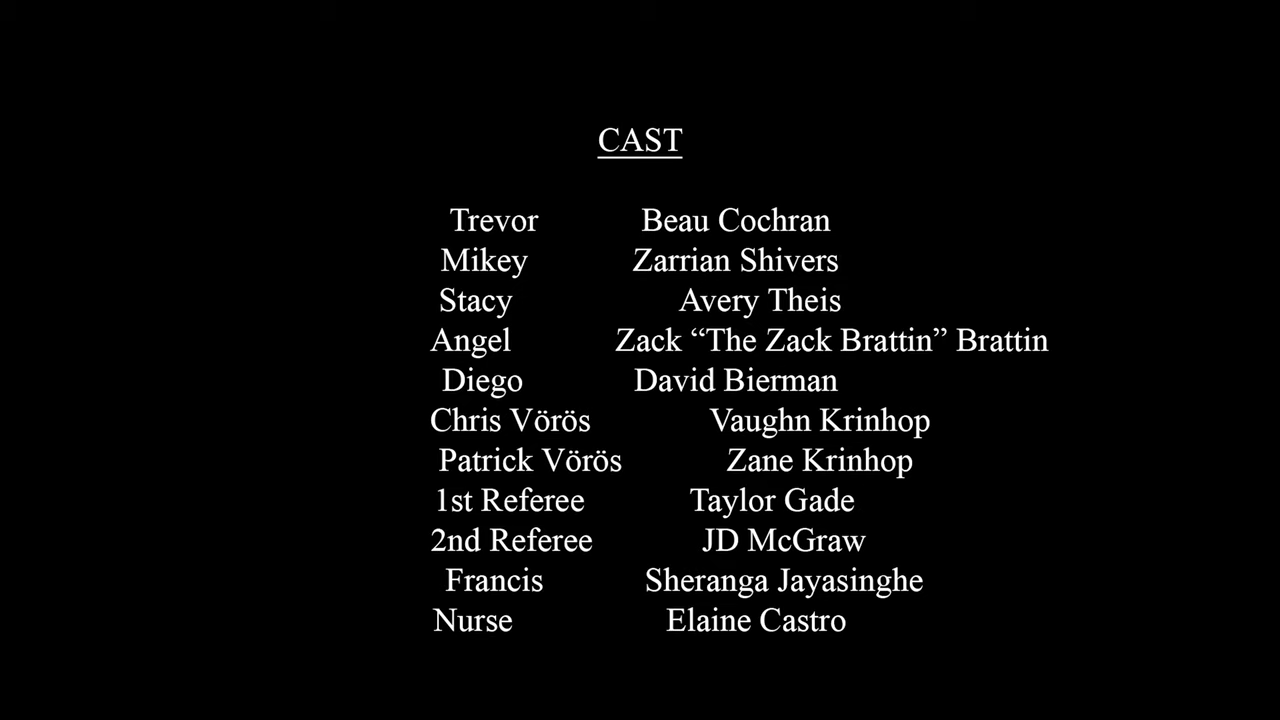 CAST
Trevor Beau Cochran
Mikey Zarrian Shivers
Stacy Avery Theis
Angel Zack “The Zack Brattin” Brattin
Diego David Bierman
Chris Vörös Vaughn Krinhop
Patrick Vörös Zane Krinhop
1st Referee Taylor Gade
2nd Referee JD McGraw
Francis Sheranga Jayasinghe
Nurse Elaine Castro